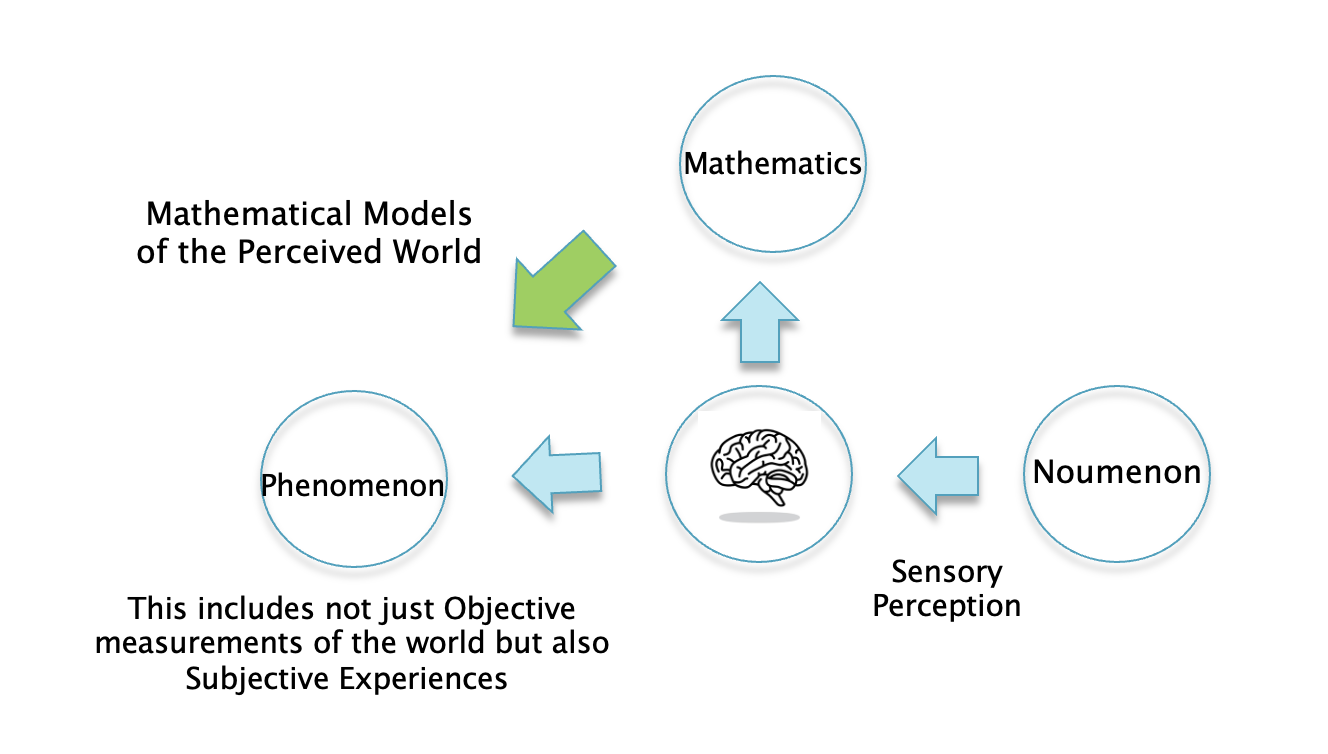 Mathematics
Mathematical Models
of the Perceived World
Phenomenon
Noumenon
Sensory
Perception
This includes not just Objective
measurements of the world but also
Subjective Experiences